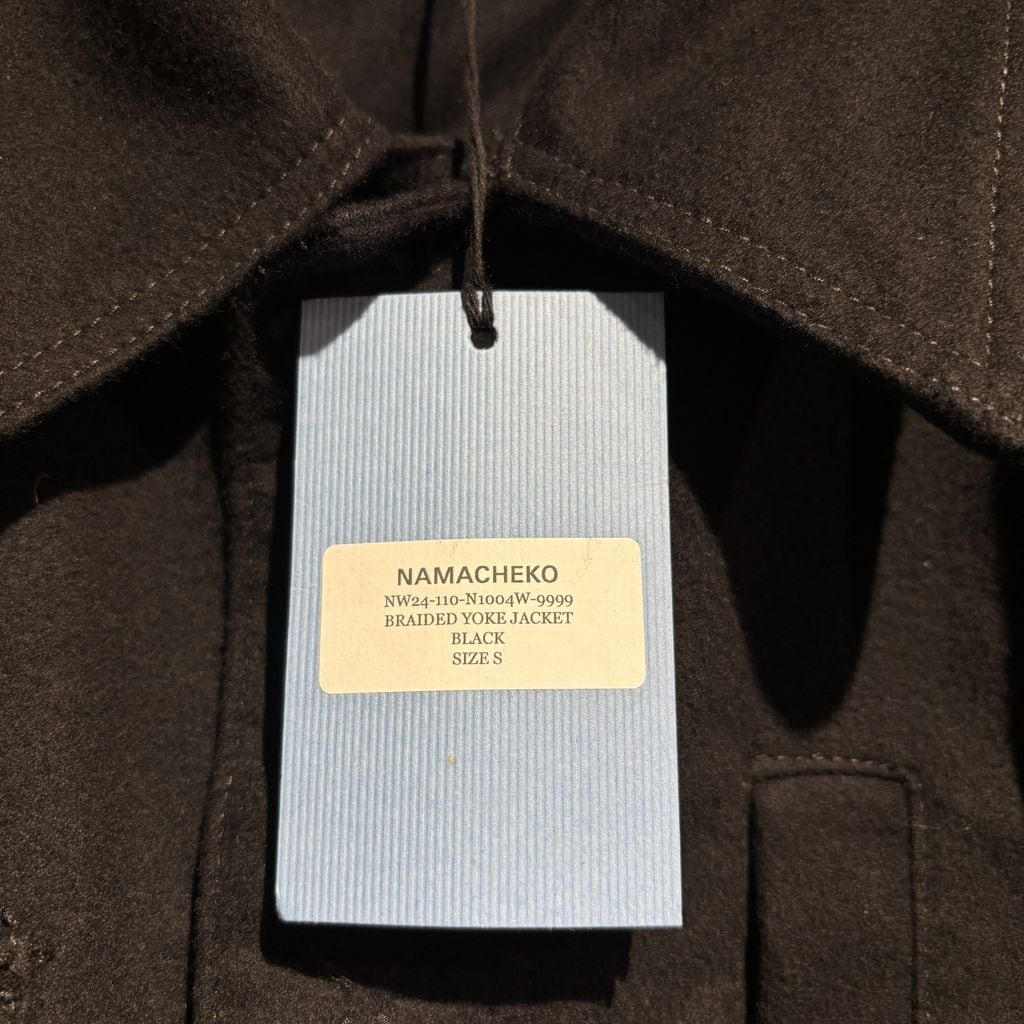 NAMACHEKO
NW24-110-N1004W-9999
BRAIDED YOKE JACKET
BLACK
SIZE S